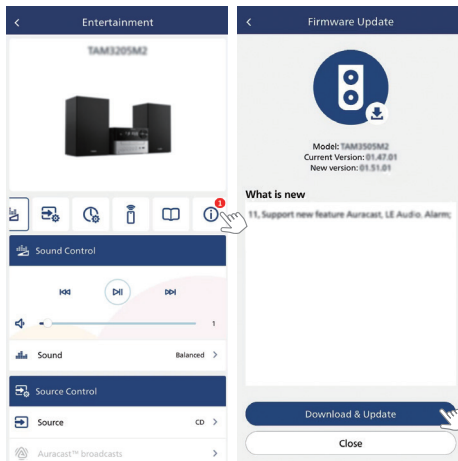 Entertainment
TAM3205M2
1
Sound Control
1
Sound
Balanced
Source Control
Source
CD
Auracast™ broadcasts
Firmware Update
Model: TAM3505M2
Current Version: 01.47.01
New version: 01.51.01
What is new
11, Support new feature Auracast, LE Audio. Alarm;
Download & Update
Close